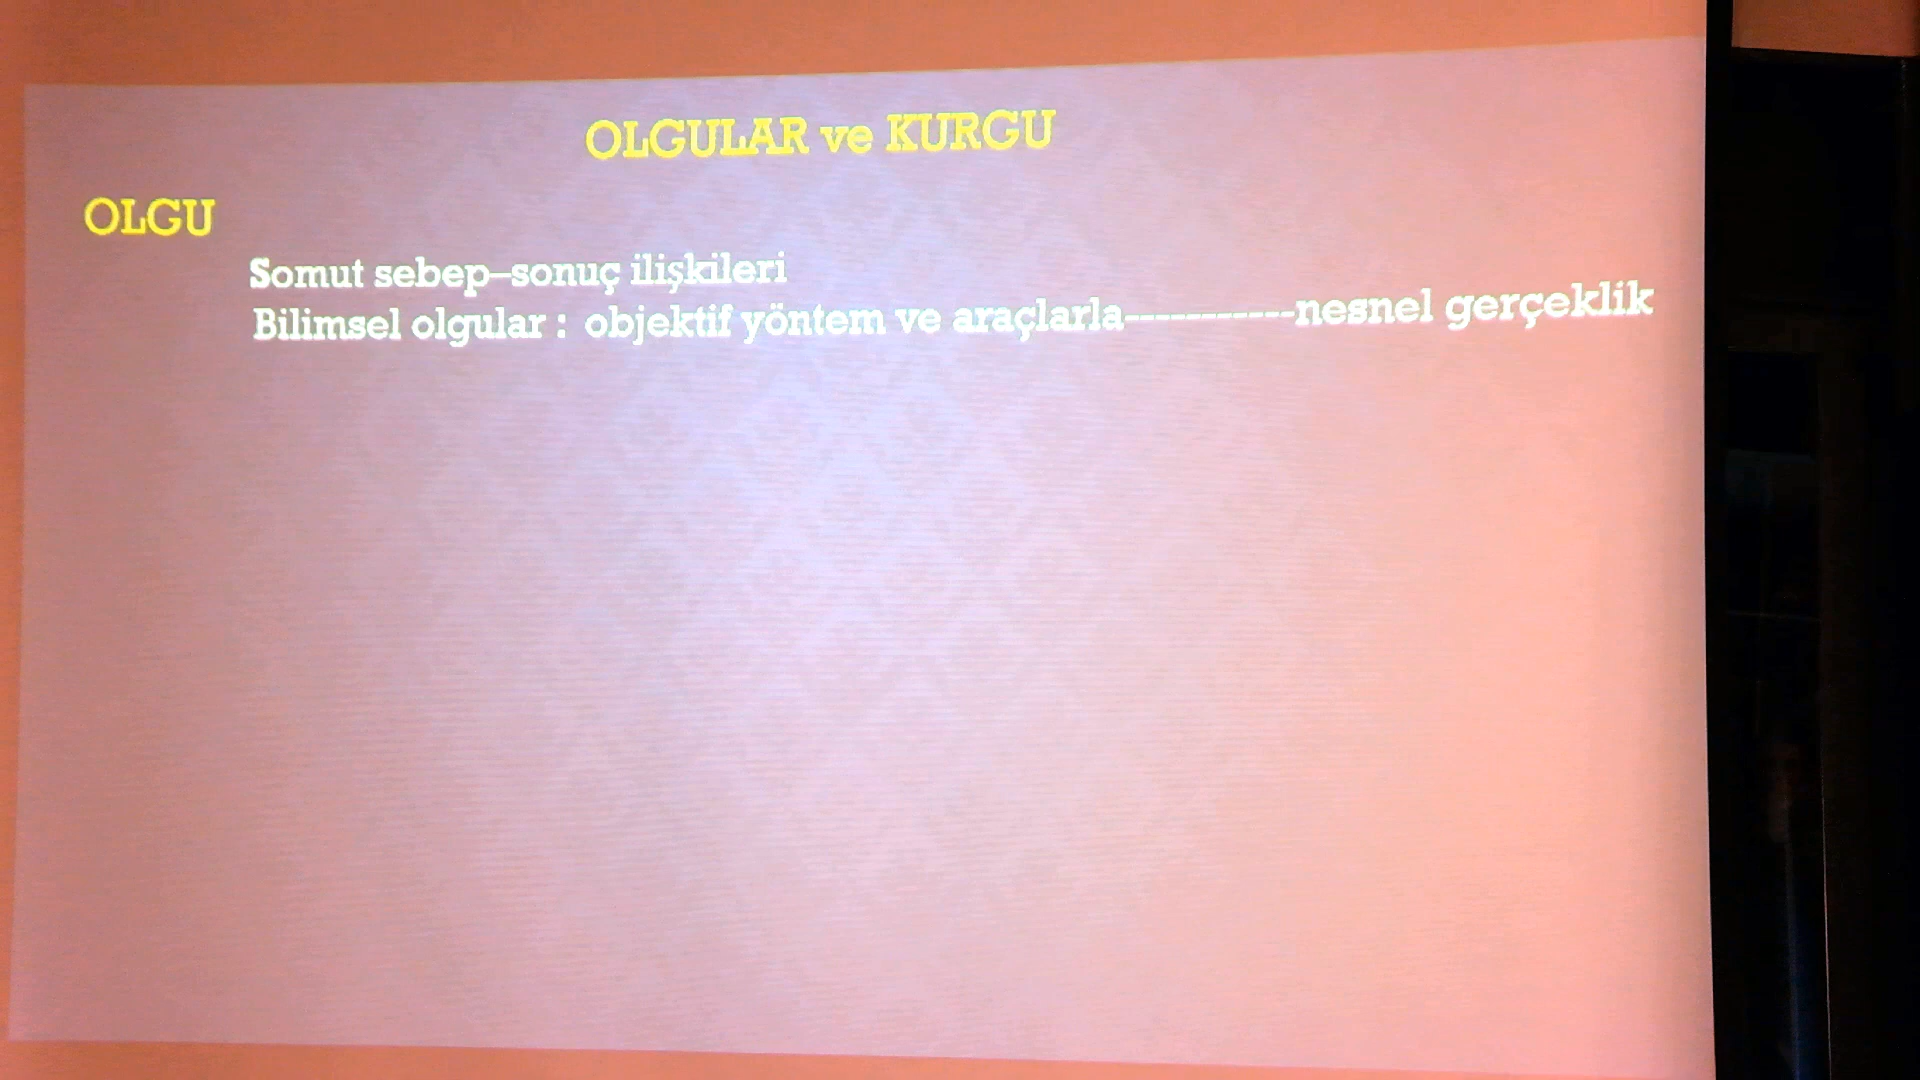 OLGULAR ve KURGU
OLGU
Somut sebep–sonuç ilişkileri
Bilimsel olgular : objektif yöntem ve araçlarla-----------nesnel gerçeklik